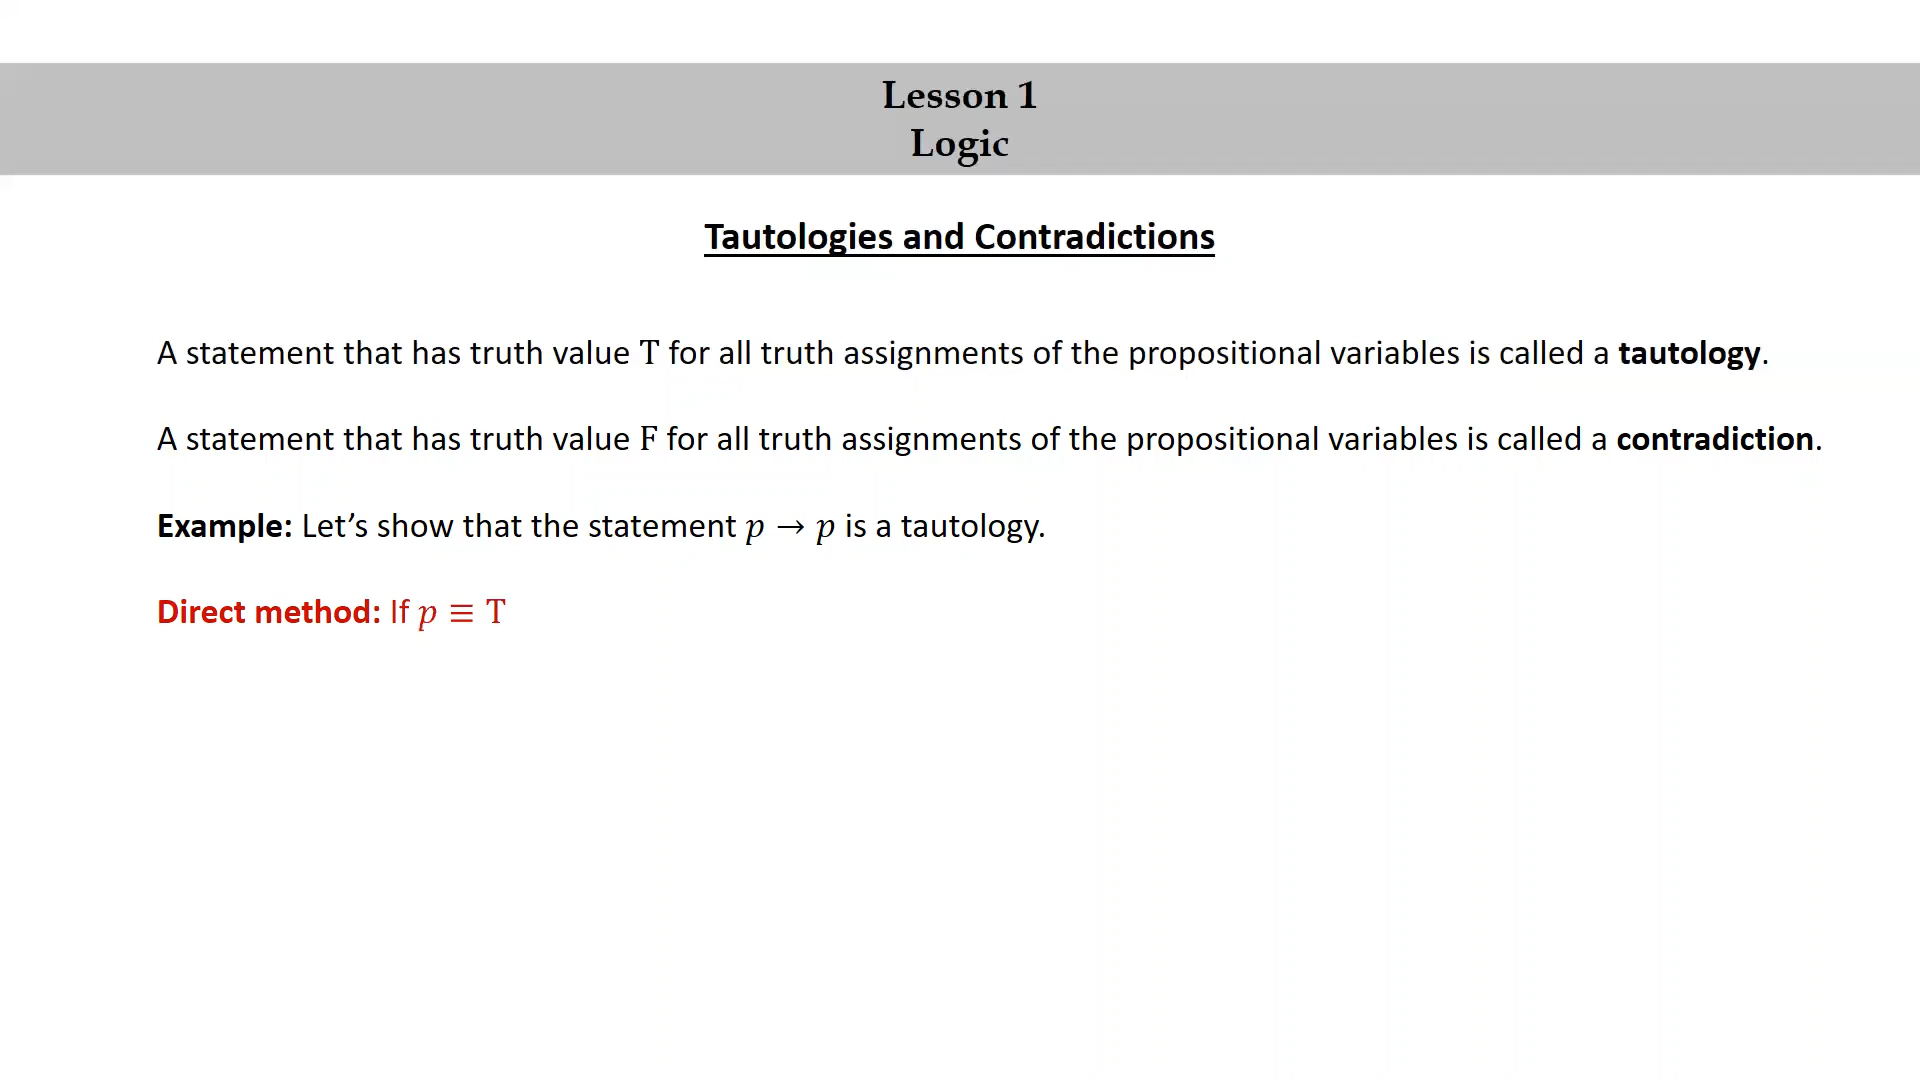 Lesson 1
Logic
Tautologies and Contradictions
A statement that has truth value T for all truth assignments of the propositional variables is called a tautology.
A statement that has truth value F for all truth assignments of the propositional variables is called a contradiction.
Example: Let’s show that the statement p → p is a tautology.
Direct method: If p ≡ T